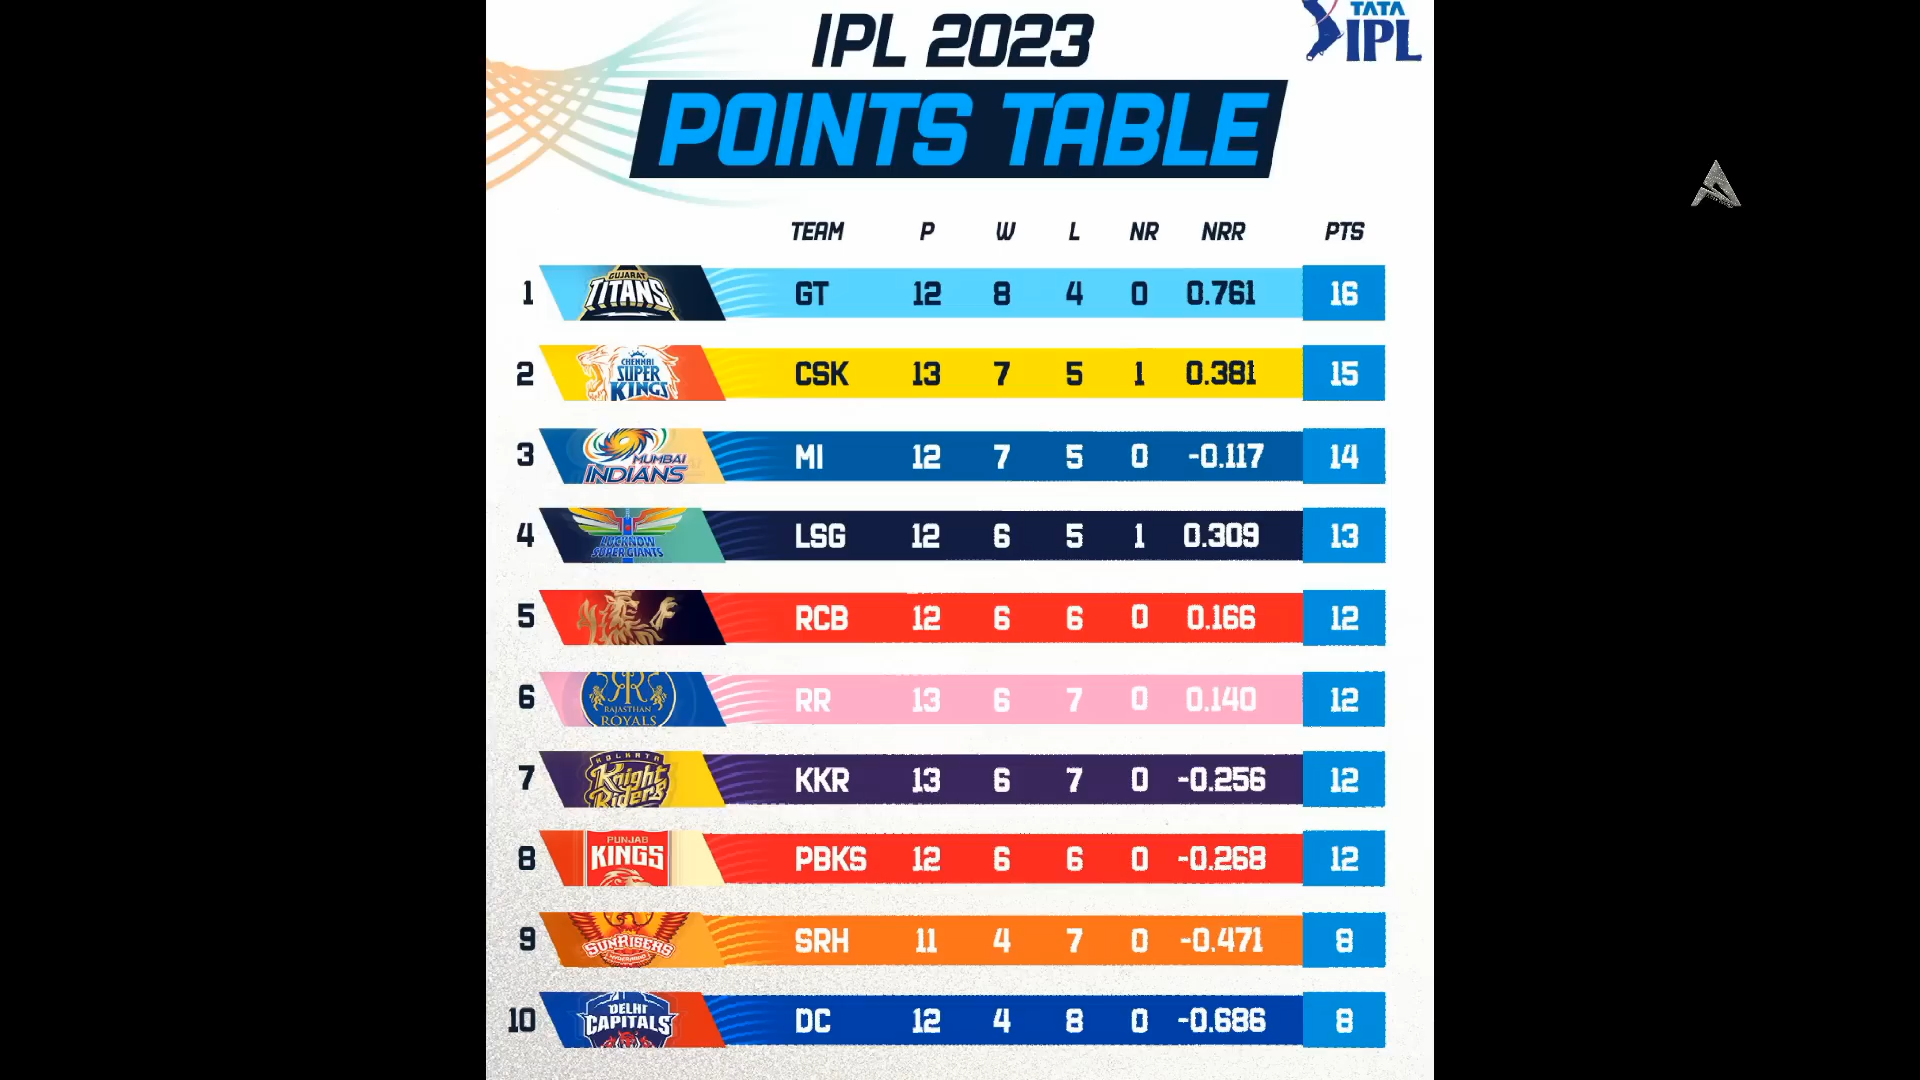 IPL 2023
TATA
IPL
POINTS TABLE
TEAM P W L NR NRR PTS
1 GUJARAT TITANS GT 12 8 4 0 0.761 16
2 CHENNAI SUPER KINGS CSK 13 7 5 1 0.381 15
3 MUMBAI INDIANS MI 12 7 5 0 -0.117 14
4 LUCKNOW SUPER GIANTS LSG 12 6 5 1 0.309 13
5 RCB 12 6 6 0 0.166 12
6 RR RAJASTHAN ROYALS RR 13 6 7 0 0.140 12
7 KOLKATA Knight Riders KKR 13 6 7 0 -0.256 12
8 PUNJAB KINGS PBKS 12 6 6 0 -0.268 12
9 SUNRISERS HYDERABAD SRH 11 4 7 0 -0.471 8
10 DELHI CAPITALS DC 12 4 8 0 -0.686 8